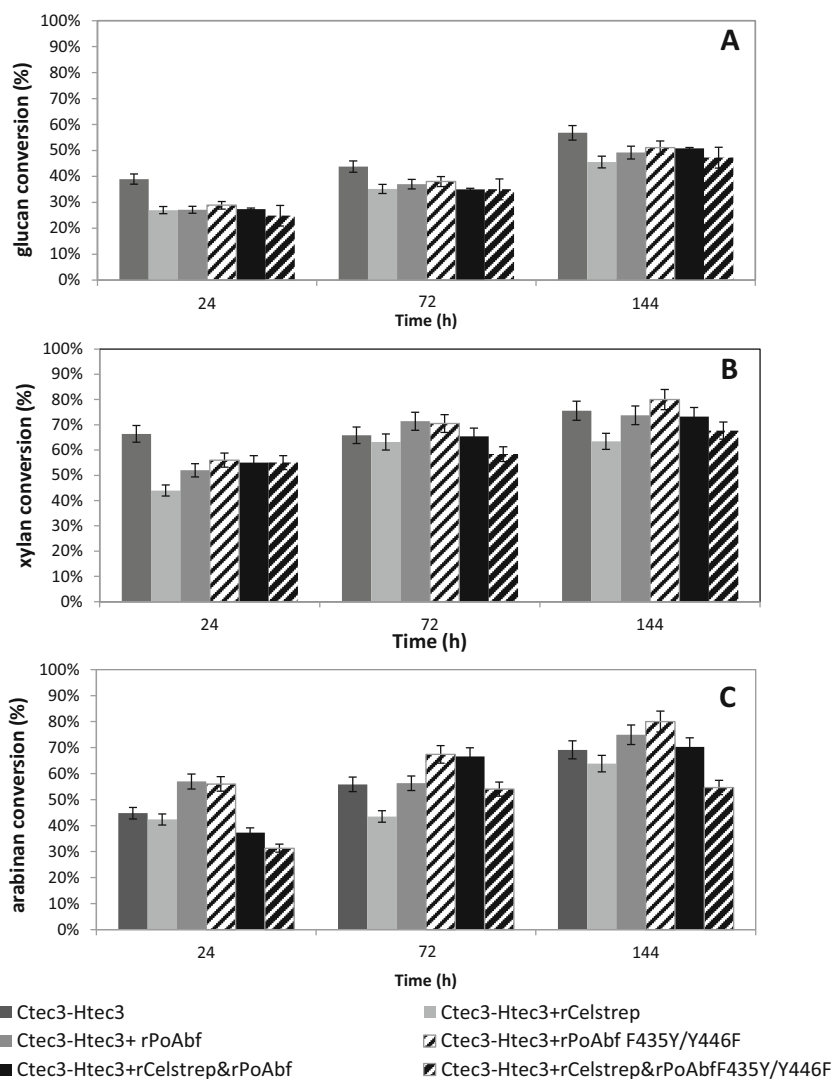 A
100%
90%
80%
70%
60%
50%
40%
30%
20%
10%
0%
glucan conversion (%)
24 72 144
Time (h)
B
100%
90%
80%
70%
60%
50%
40%
30%
20%
10%
0%
xylan conversion (%)
24 72 144
Time (h)
C
100%
90%
80%
70%
60%
50%
40%
30%
20%
10%
0%
arabinan conversion (%)
24 72 144
Time (h)
Ctec3-Htec3
Ctec3-Htec3+rCelstrep
Ctec3-Htec3+ rPoAbf
Ctec3-Htec3+rPoAbf F435Y/Y446F
Ctec3-Htec3+rCelstrep&rPoAbf
Ctec3-Htec3+rCelstrep&rPoAbfF435Y/Y446F